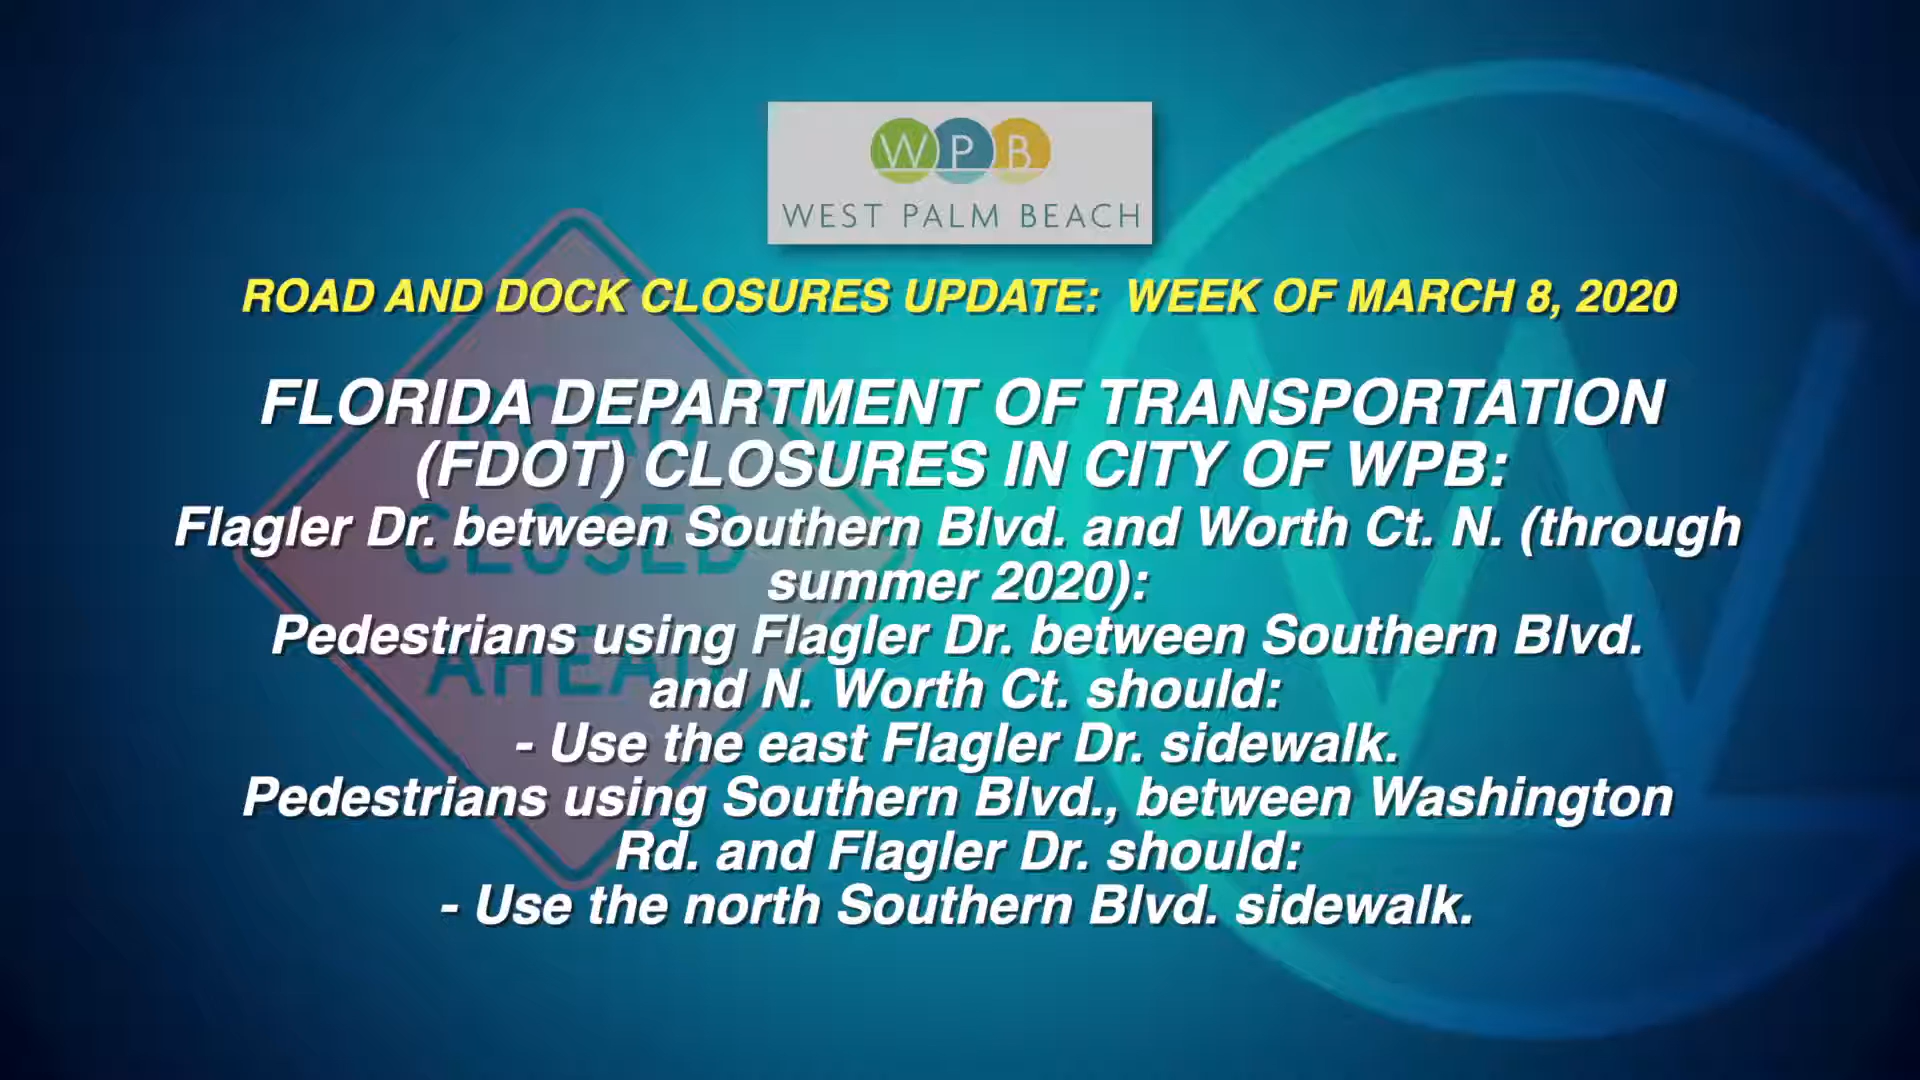 WPB
WEST PALM BEACH
ROAD AND DOCK CLOSURES UPDATE: WEEK OF MARCH 8, 2020
FLORIDA DEPARTMENT OF TRANSPORTATION
(FDOT) CLOSURES IN CITY OF WPB:
Flagler Dr. between Southern Blvd. and Worth Ct. N. (through
summer 2020):
Pedestrians using Flagler Dr. between Southern Blvd.
and N. Worth Ct. should:
- Use the east Flagler Dr. sidewalk.
Pedestrians using Southern Blvd., between Washington
Rd. and Flagler Dr. should:
- Use the north Southern Blvd. sidewalk.
ROAD
CLOSED
AHEAD
W